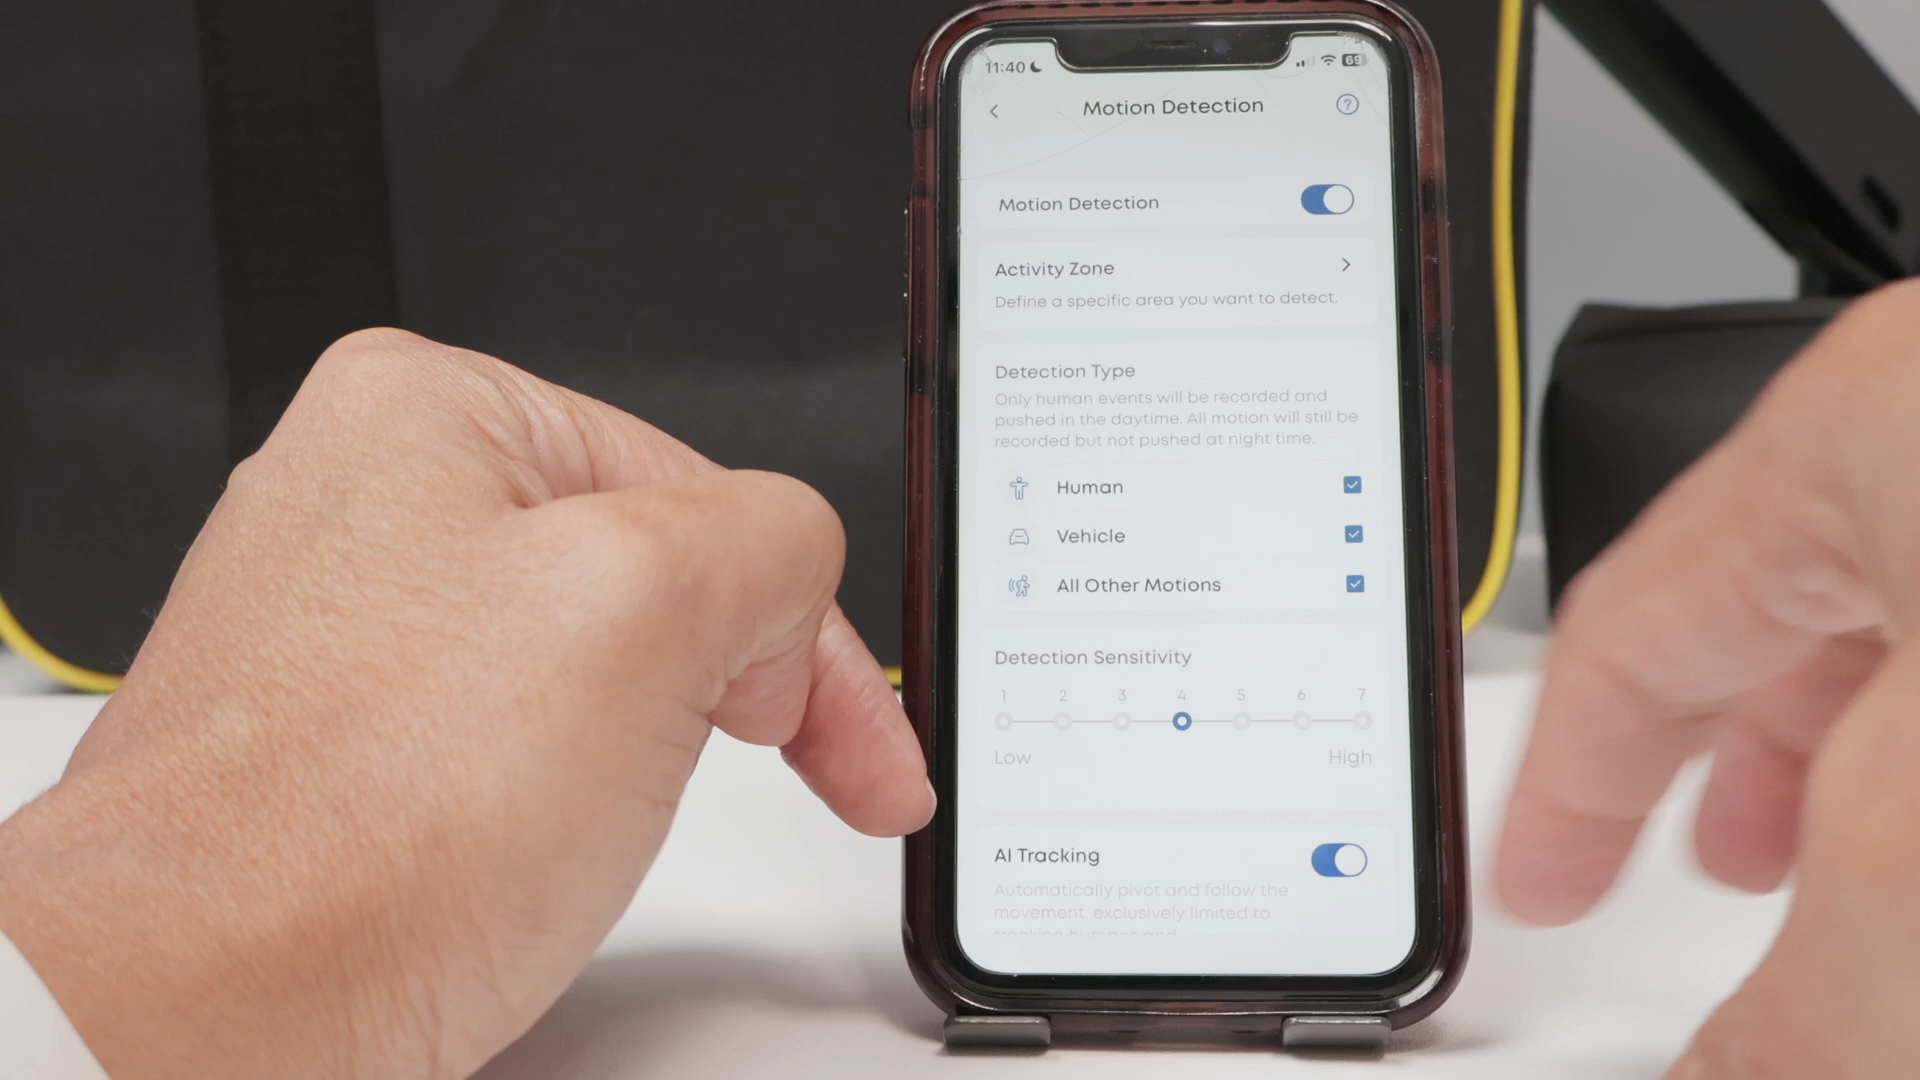 11:40
69
Motion Detection
?
Motion Detection
Activity Zone
Define a specific area you want to detect.
Detection Type
Only human events will be recorded and
pushed in the daytime. All motion will still be
recorded but not pushed at night time.
Human
Vehicle
All Other Motions
Detection Sensitivity
1 2 3 4 5 6 7
Low High
AI Tracking
Automatically pivot and follow the
movement, exclusively limited to
tracking humans and